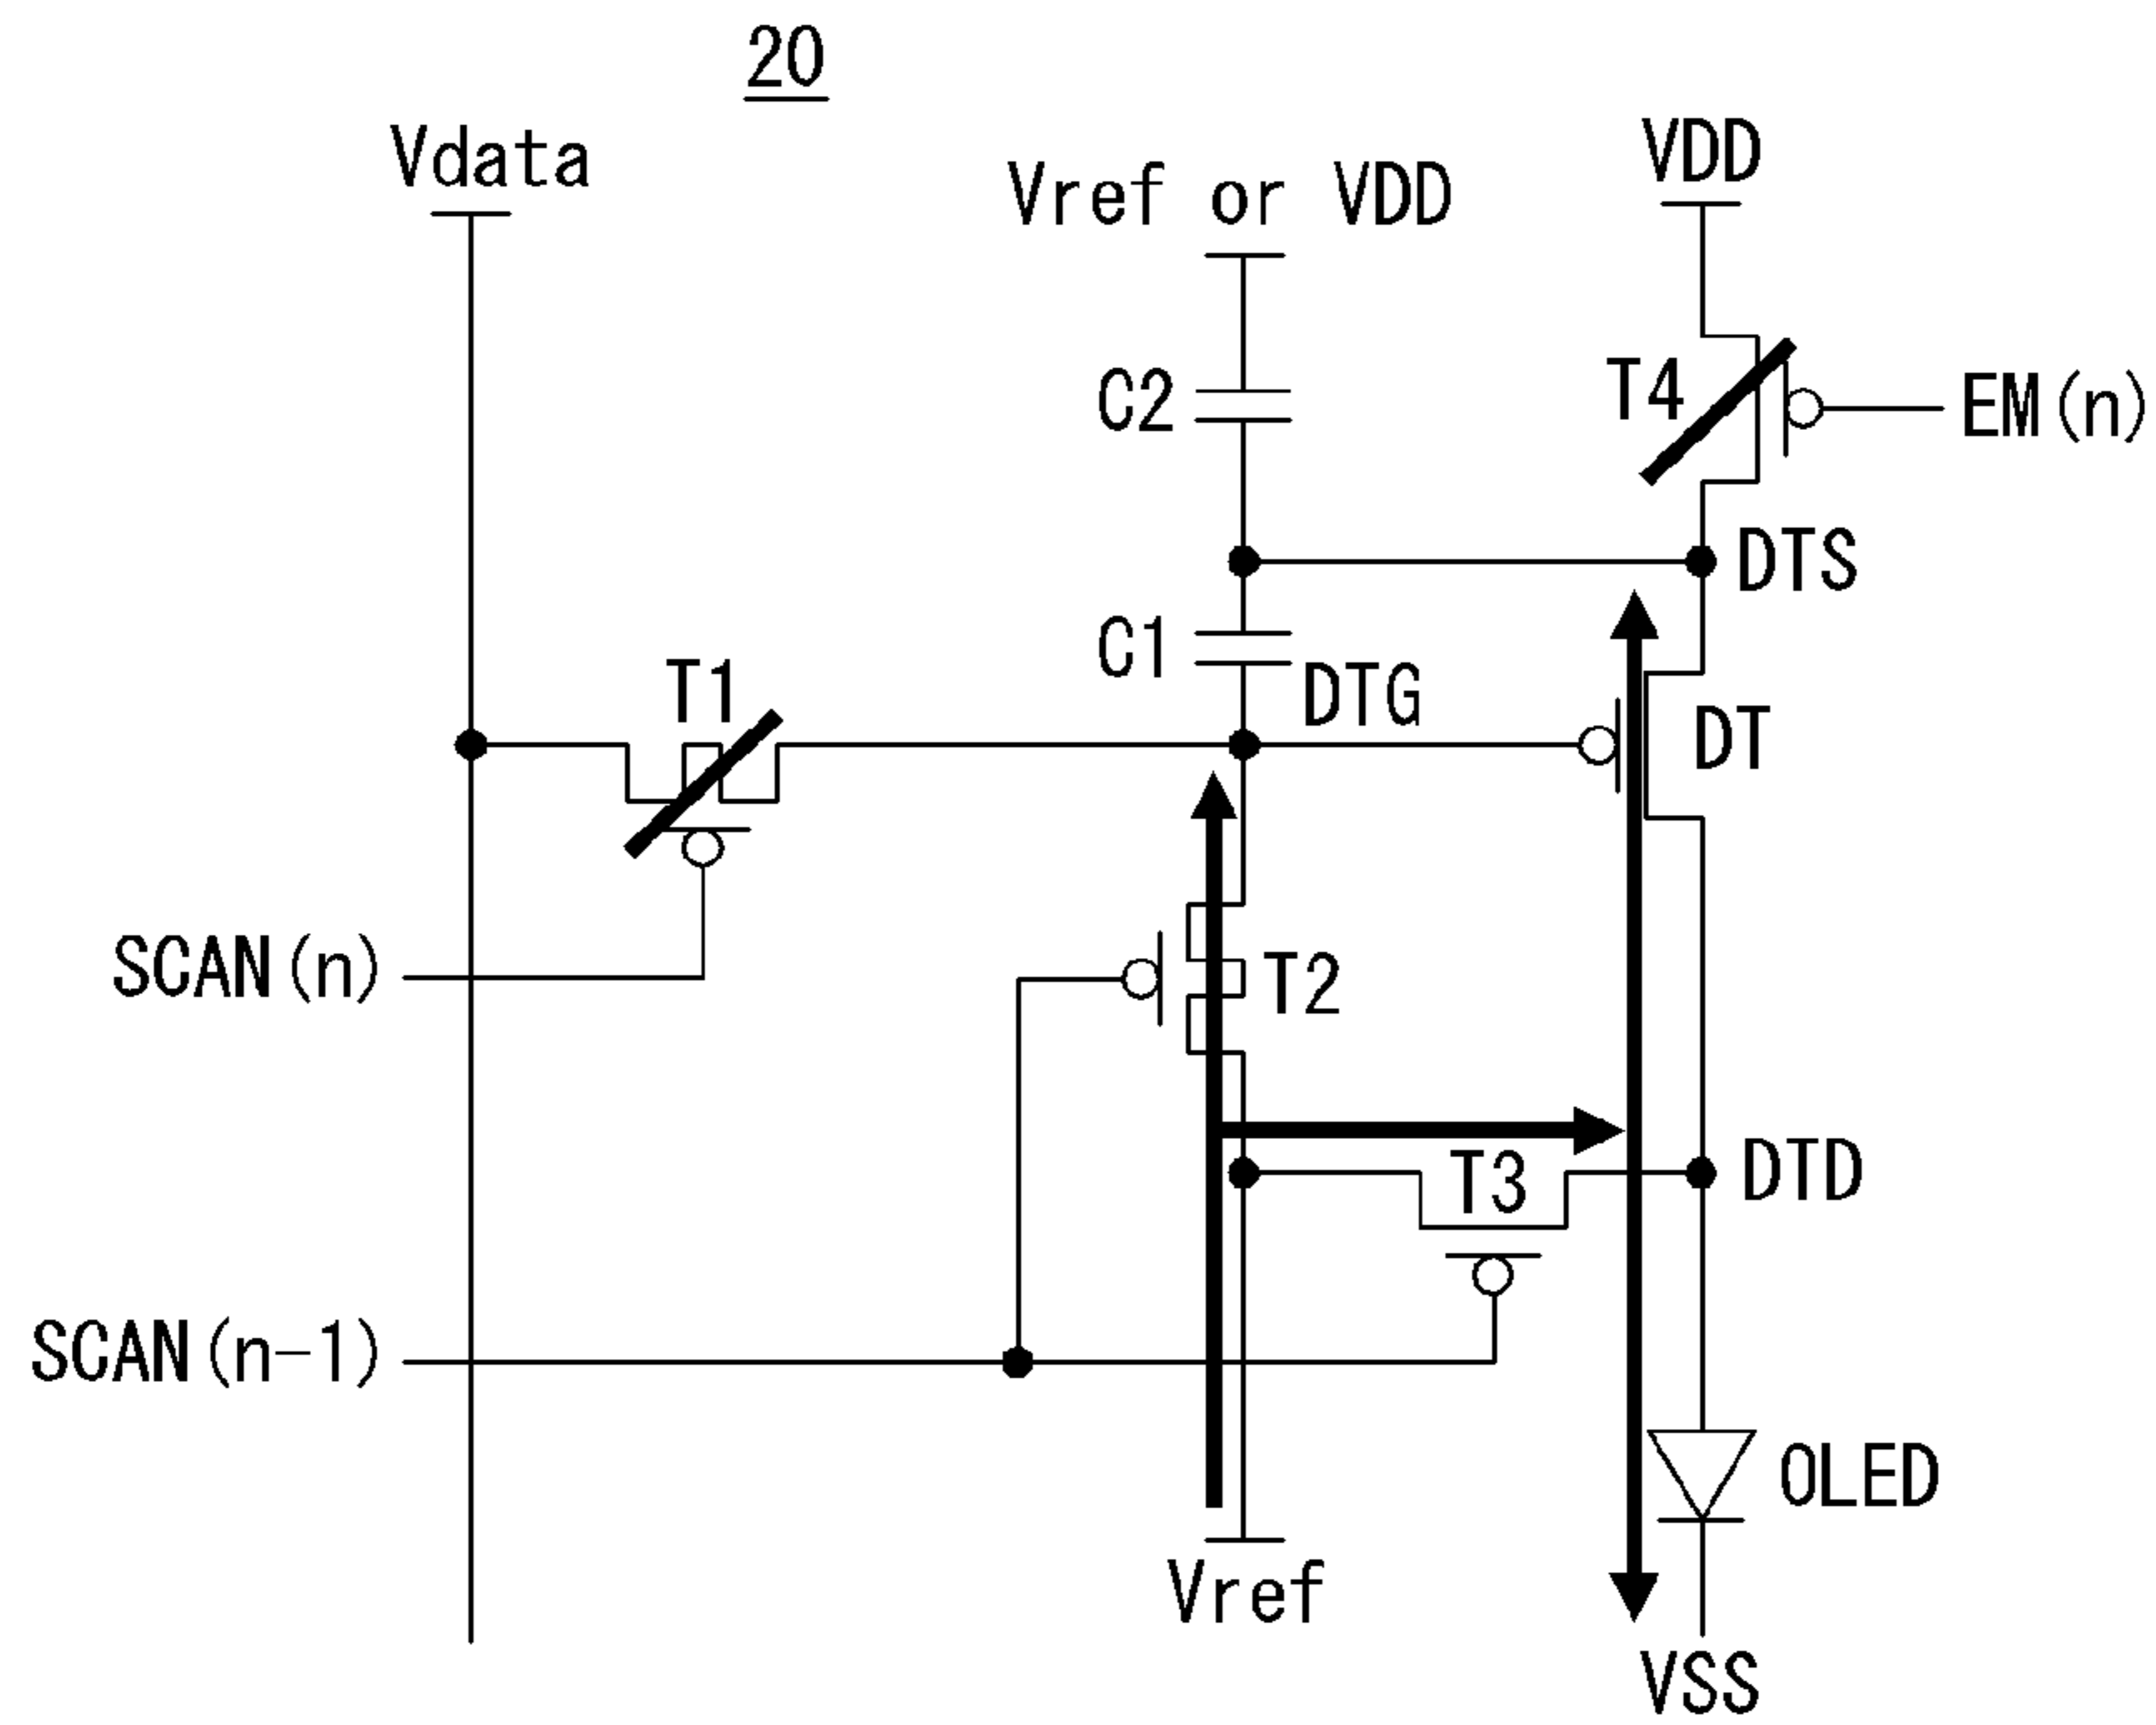 20
Vdata
Vref or VDD
VDD
C2
T4
EM(n)
DTS
C1
DTG
T1
DT
SCAN(n)
T2
T3
DTD
SCAN(n-1)
OLED
Vref
VSS